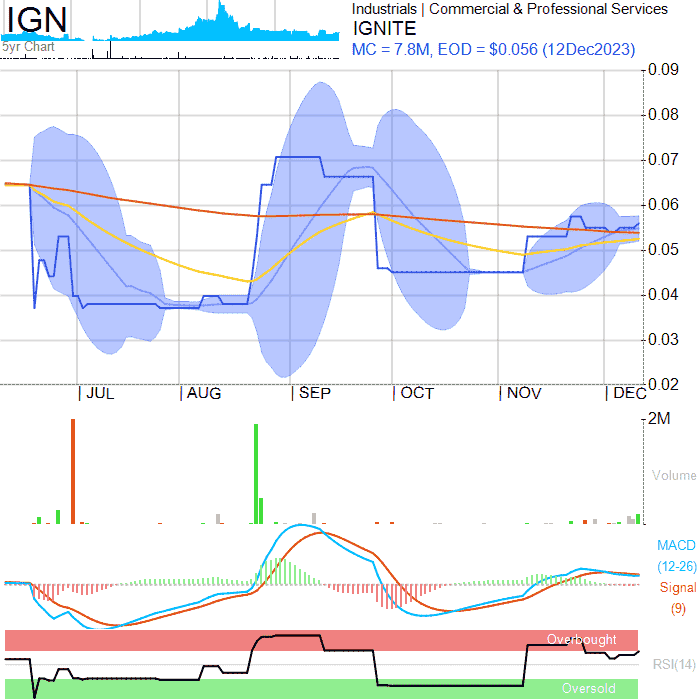 IGN
5yr Chart
Industrials | Commercial & Professional Services
IGNITE
MC = 7.8M, EOD = $0.056 (12Dec2023)
0.09
0.08
0.07
0.06
0.05
0.04
0.03
0.02
| JUL | AUG | SEP | OCT | NOV | DEC
2M
Volume
MACD
(12-26)
Signal
(9)
Overbought
RSI(14)
Oversold